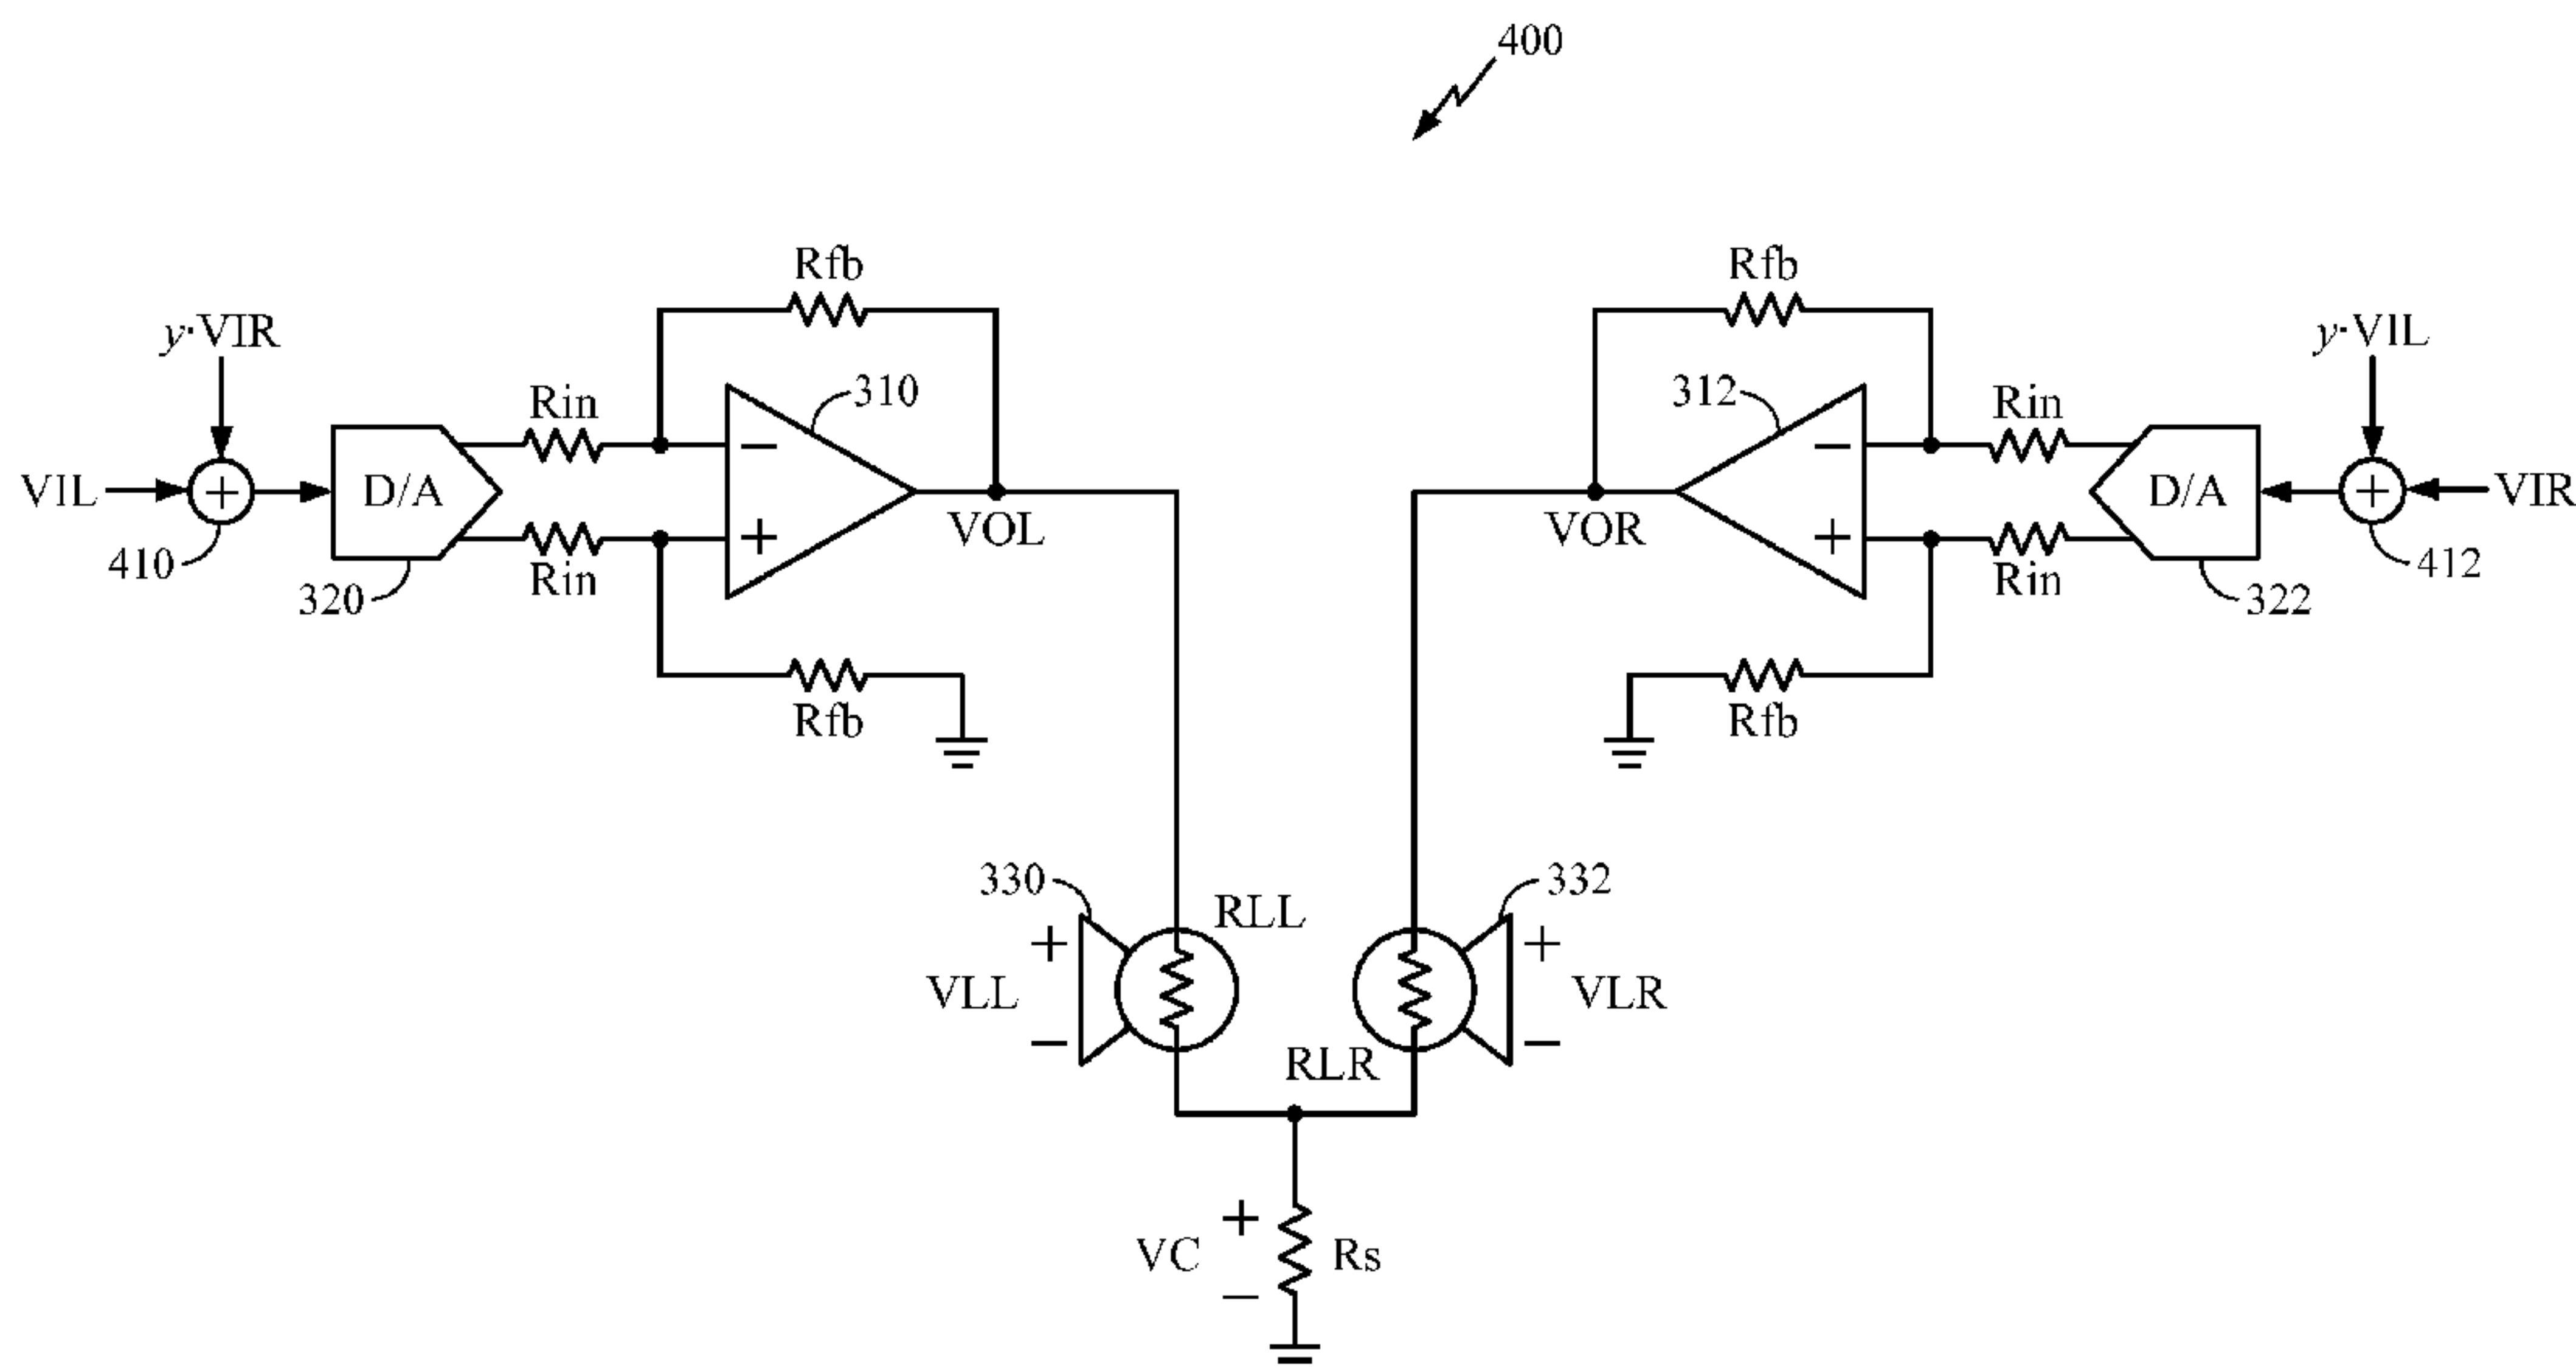 400
Rfb
Rfb
y·VIR
y·VIL
310
312
Rin
Rin
−
−
VIL
+
D/A
D/A
+
VIR
VOL
VOR
+
+
410
412
Rin
Rin
320
322
Rfb
Rfb
330
332
RLL
+
+
VLL
VLR
−
−
RLR
+
VC
Rs
−